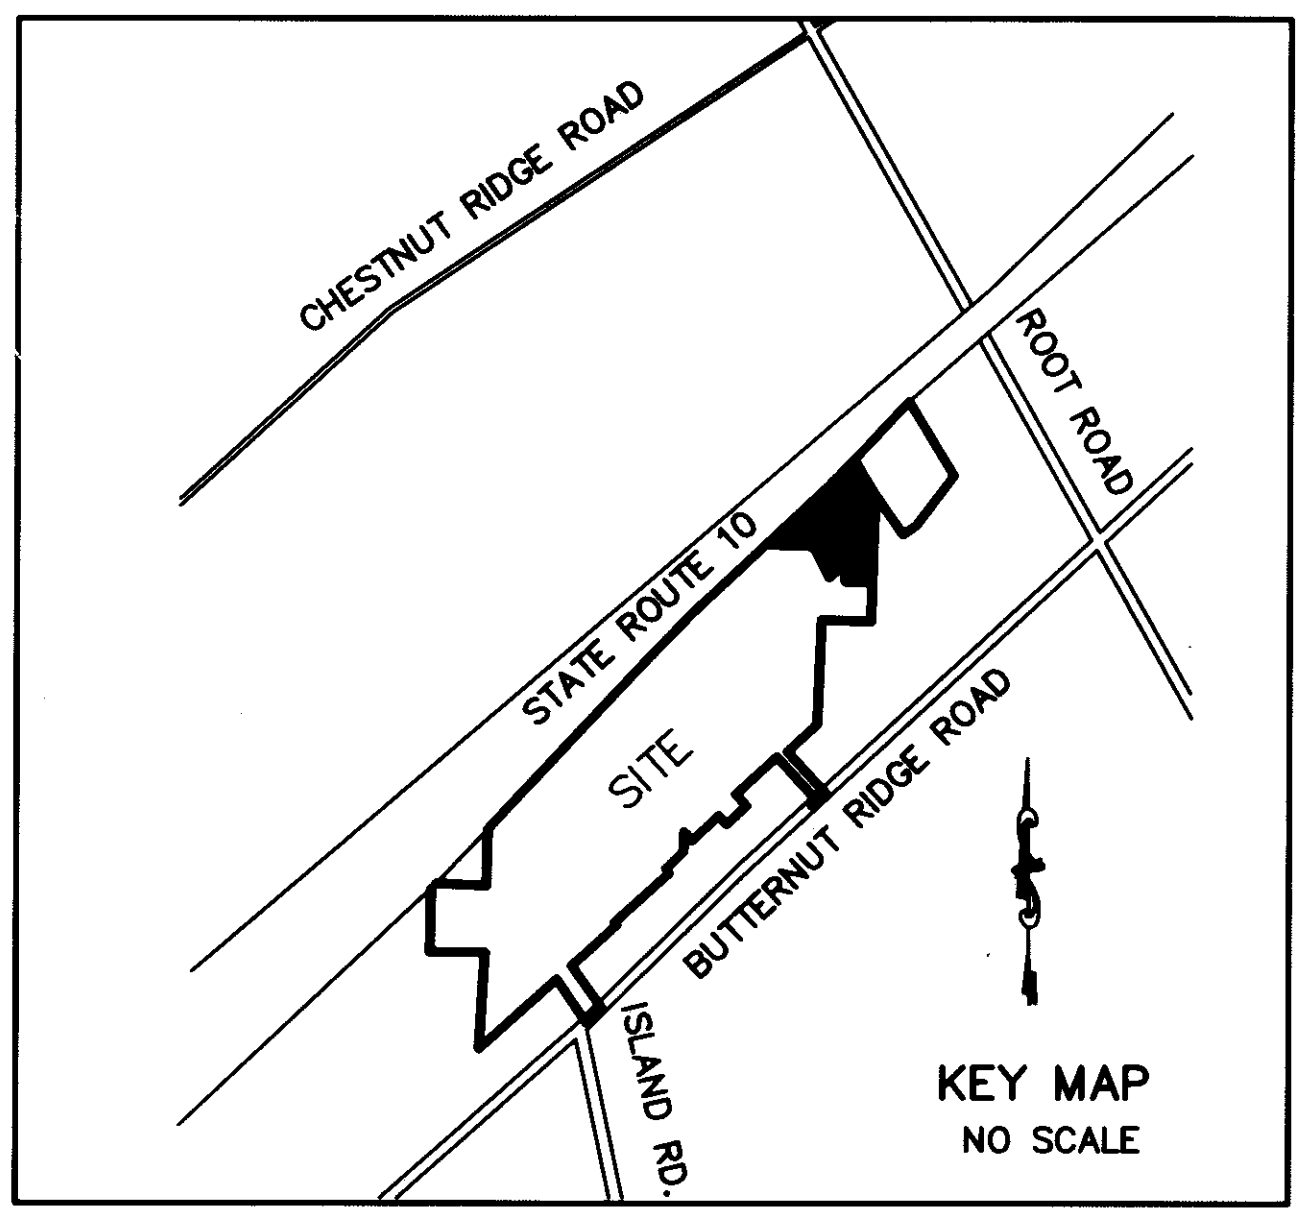 CHESTNUT RIDGE ROAD
ROOT ROAD
STATE ROUTE 10
SITE
BUTTERNUT RIDGE ROAD
ISLAND RD.
KEY MAP
NO SCALE